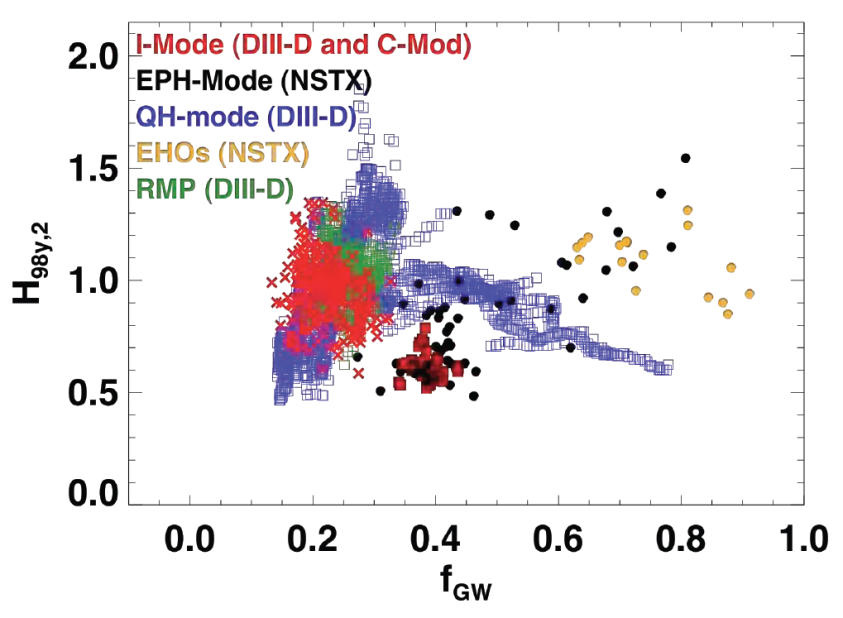 I-Mode (DIII-D and C-Mod)
EPH-Mode (NSTX)
QH-mode (DIII-D)
EHOs (NSTX)
RMP (DIII-D)
2.0
1.5
1.0
0.5
0.0
H98y,2
0.0 0.2 0.4 0.6 0.8 1.0
fGW